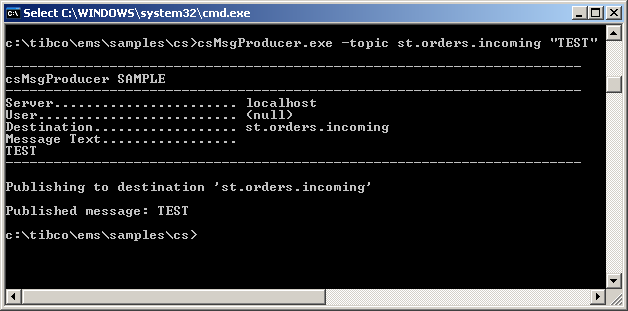 Select C:\WINDOWS\system32\cmd.exe
c:\tibco\ems\samples\cs>csMsgProducer.exe -topic st.orders.incoming "TEST"
------------------------------------------------------------------------
csMsgProducer SAMPLE
------------------------------------------------------------------------
Server....................... localhost
User......................... (null)
Destination.................. st.orders.incoming
Message Text.................
TEST
------------------------------------------------------------------------
Publishing to destination 'st.orders.incoming'
Published message: TEST
c:\tibco\ems\samples\cs>